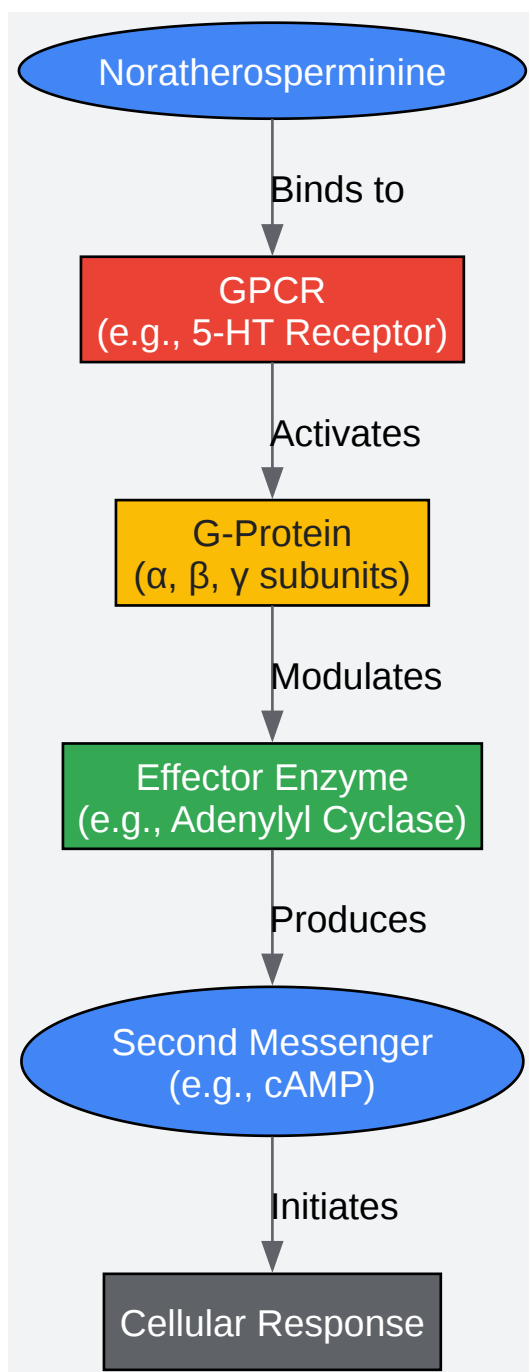 Noratherosperminine
Binds to
GPCR
(e.g., 5-HT Receptor)
Activates
G-Protein
(α, β, γ subunits)
Modulates
Effector Enzyme
(e.g., Adenylyl Cyclase)
Produces
Second Messenger
(e.g., cAMP)
Initiates
Cellular Response